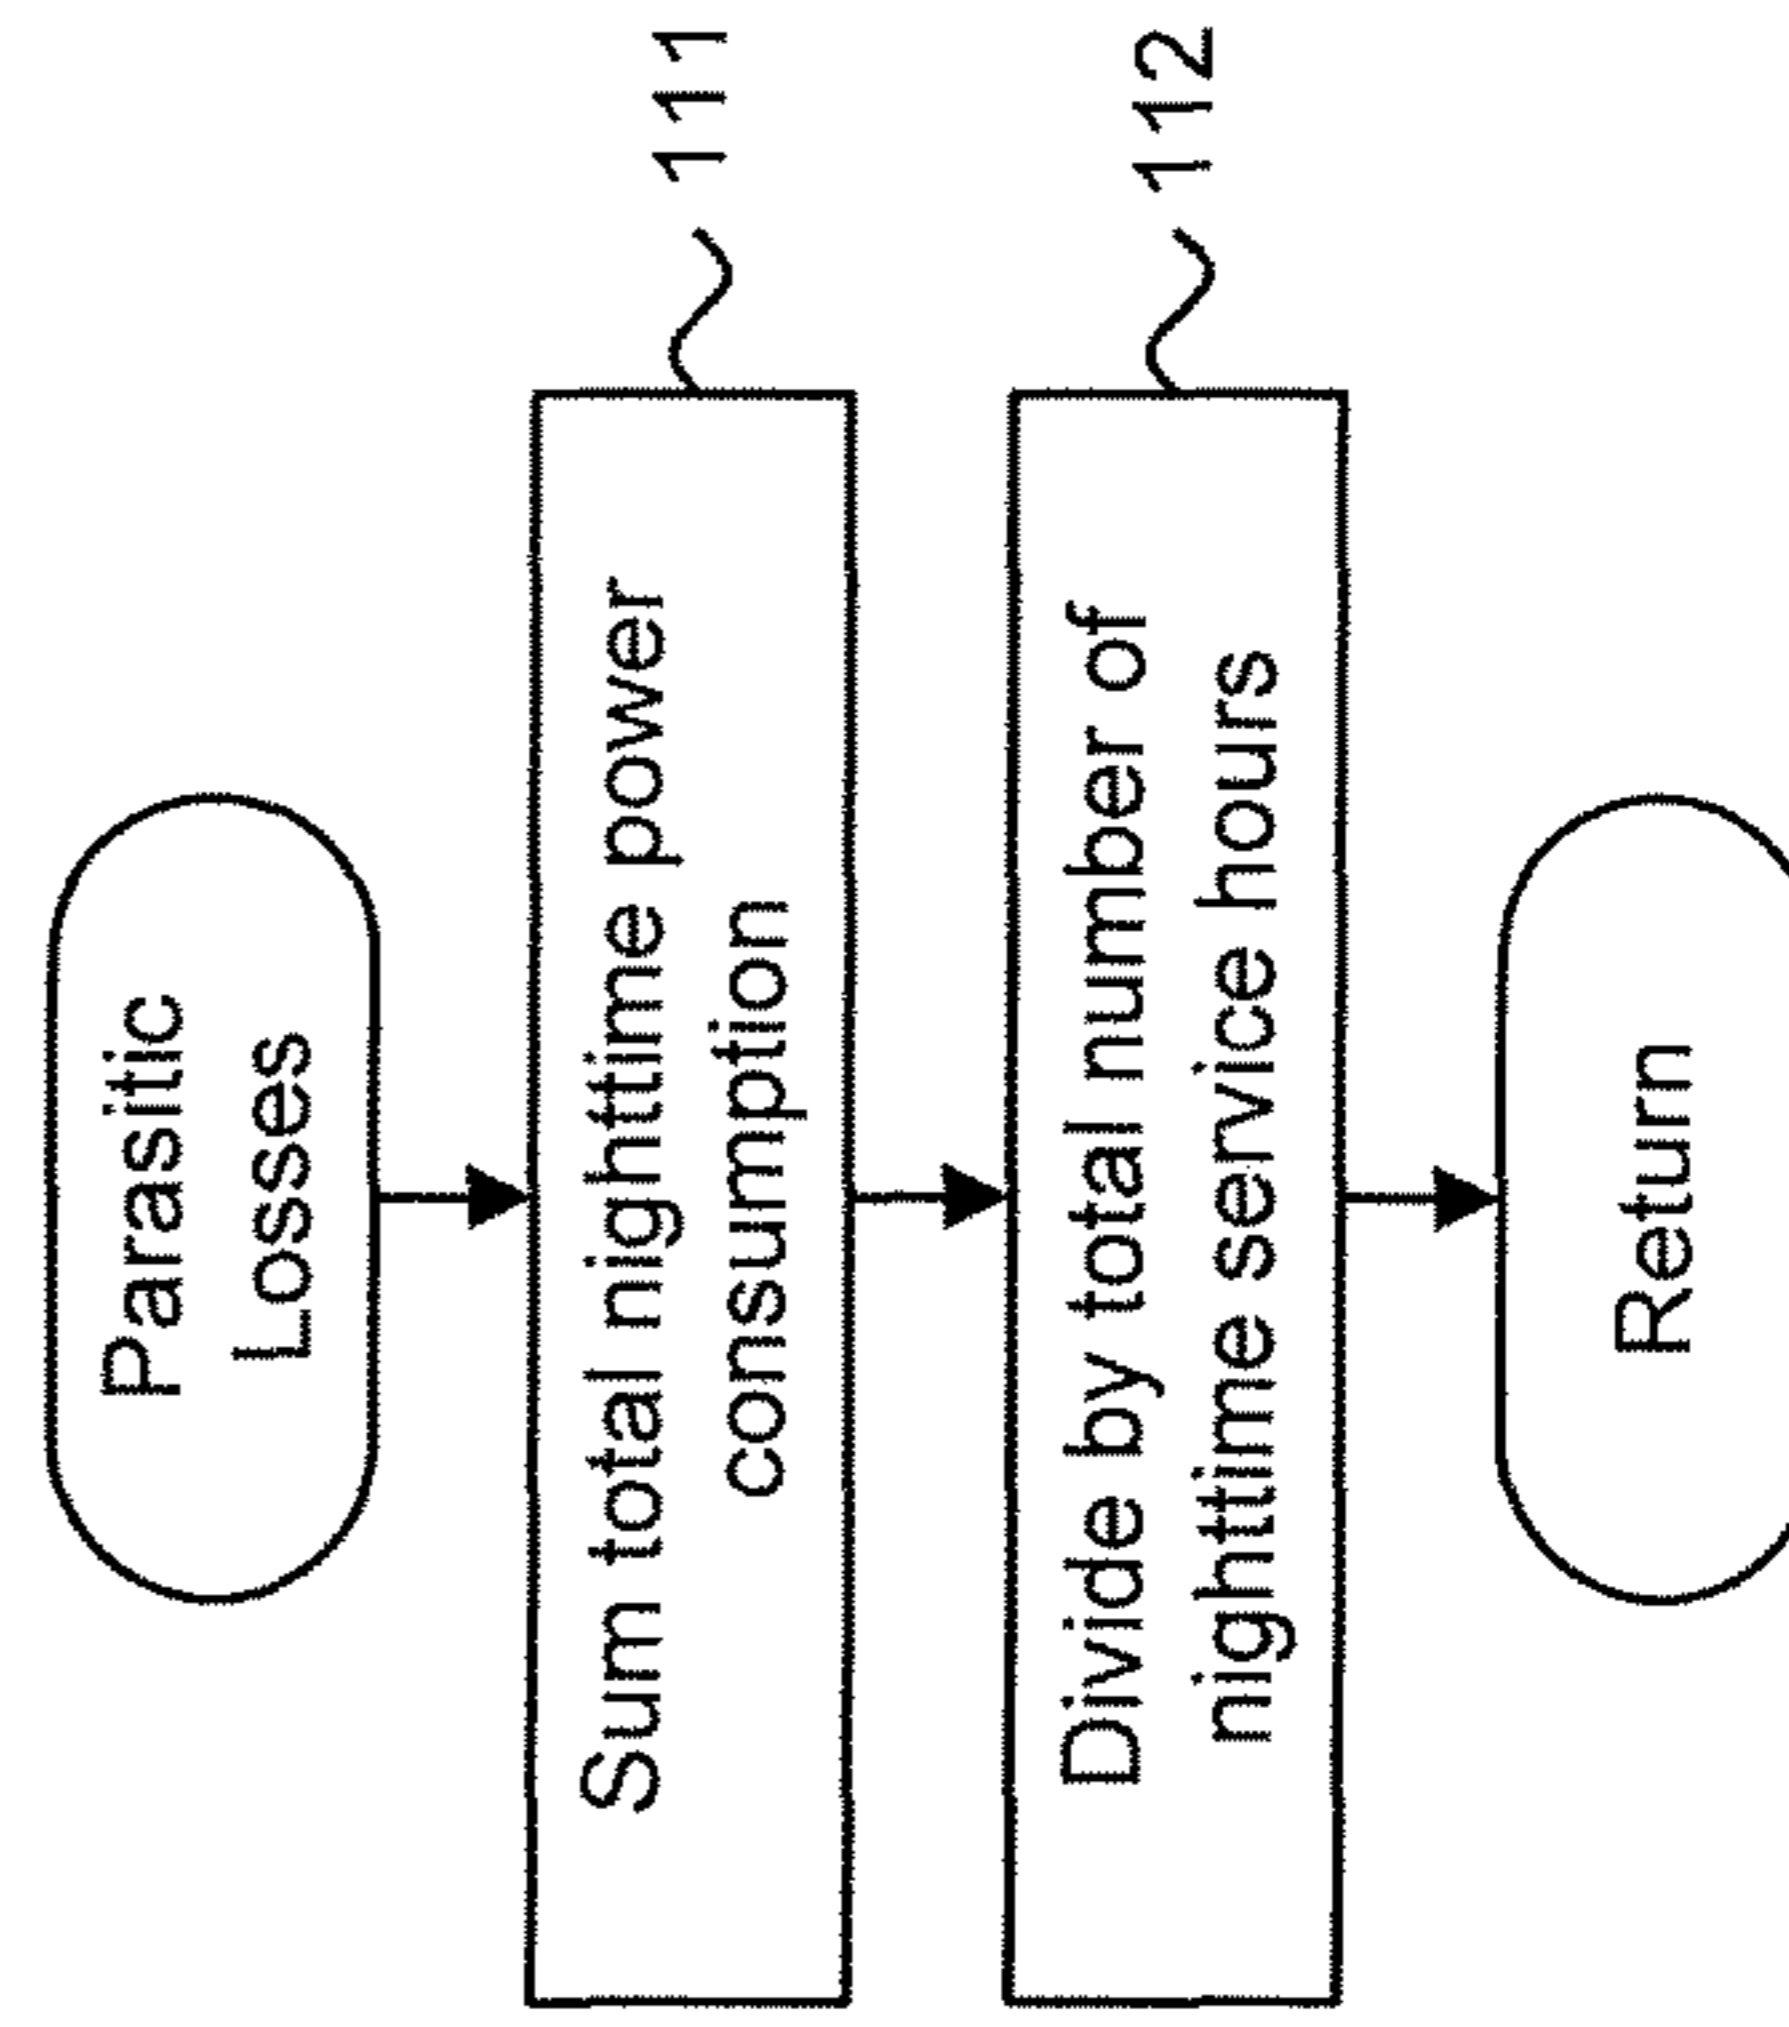 Parasitic
Losses
Sum total nighttime power
consumption
111
Divide by total number of
nighttime service hours
112
Return